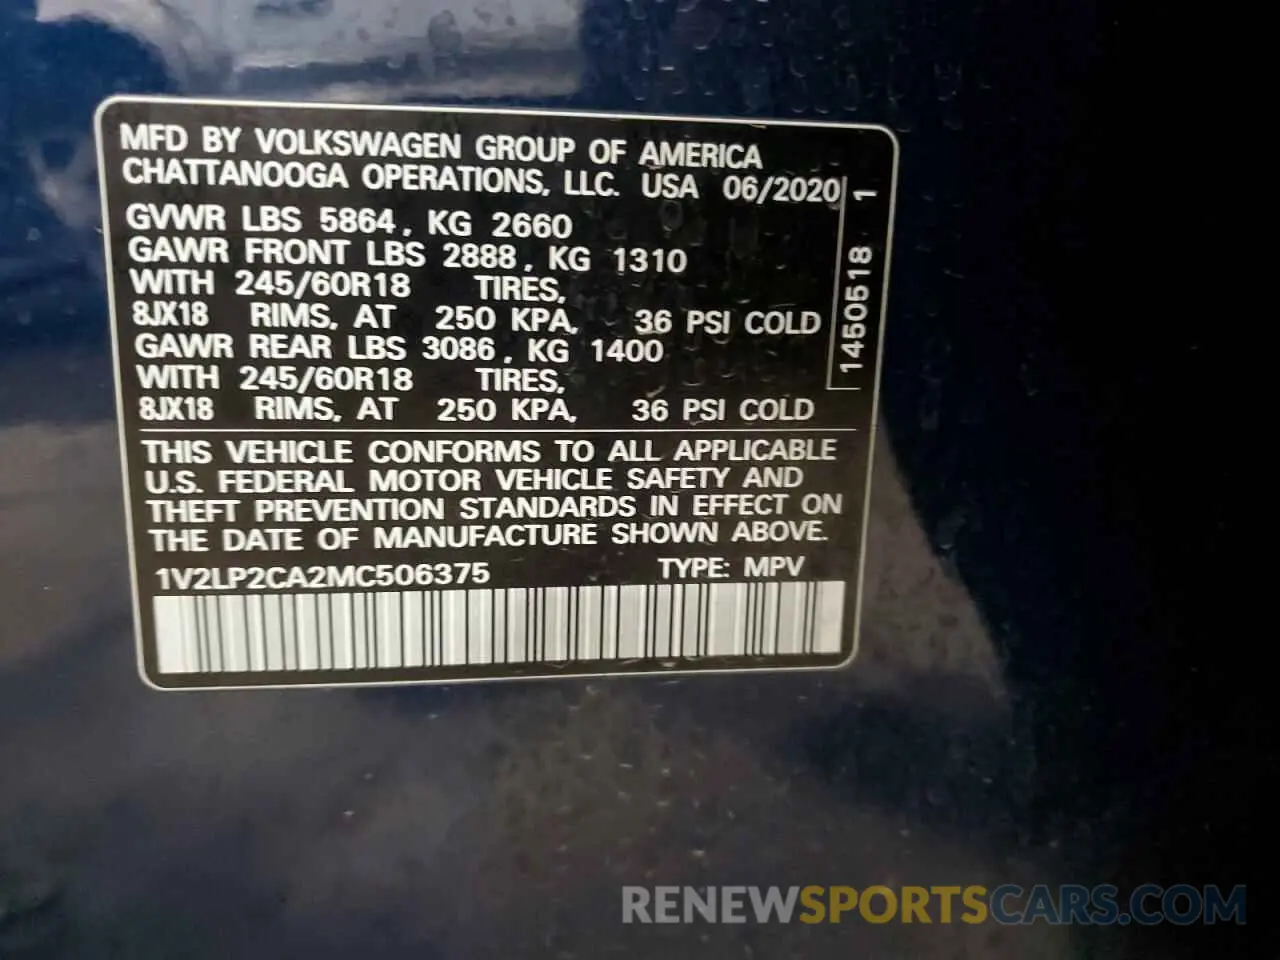 MFD BY VOLKSWAGEN GROUP OF AMERICA
CHATTANOOGA OPERATIONS, LLC. USA 06/2020
GVWR LBS 5864, KG 2660
GAWR FRONT LBS 2888, KG 1310
WITH 245/60R18 TIRES,
8JX18 RIMS, AT 250 KPA, 36 PSI COLD
GAWR REAR LBS 3086, KG 1400
WITH 245/60R18 TIRES,
8JX18 RIMS, AT 250 KPA, 36 PSI COLD
1450518 1
THIS VEHICLE CONFORMS TO ALL APPLICABLE
U.S. FEDERAL MOTOR VEHICLE SAFETY AND
THEFT PREVENTION STANDARDS IN EFFECT ON
THE DATE OF MANUFACTURE SHOWN ABOVE.
1V2LP2CA2MC506375 TYPE: MPV
RENEWSPORTSCARS.COM